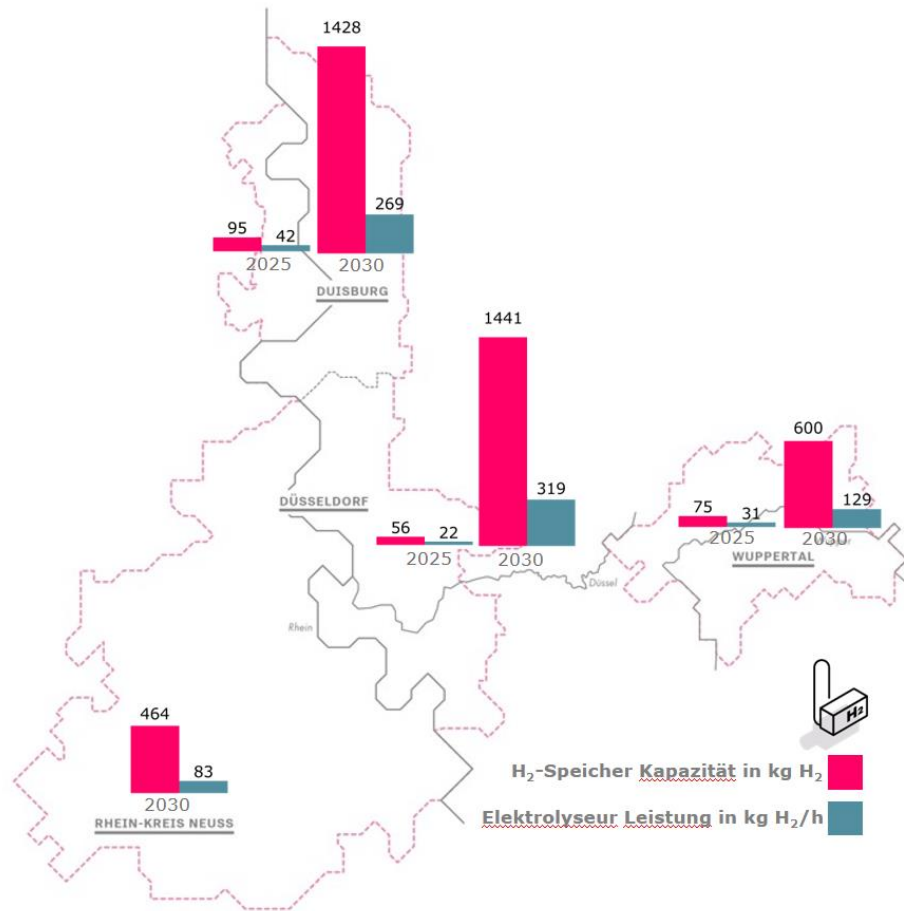 1428
269
95
42
2025
2030
DUISBURG
1441
319
56
22
2025
2030
DÜSSELDORF
600
129
75
31
2025
2030
WUPPERTAL
Düssel
Rhein
464
83
2030
RHEIN-KREIS NEUSS
H2
H₂-Speicher Kapazität in kg H₂
Elektrolyseur Leistung in kg H₂/h